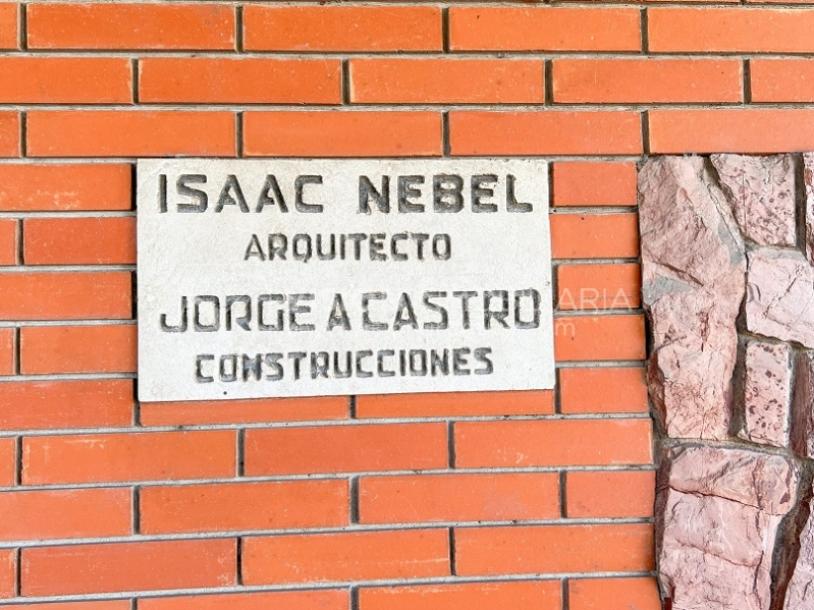 ISAAC NEBEL
ARQUITECTO
JORGE A CASTRO
CONSTRUCCIONES